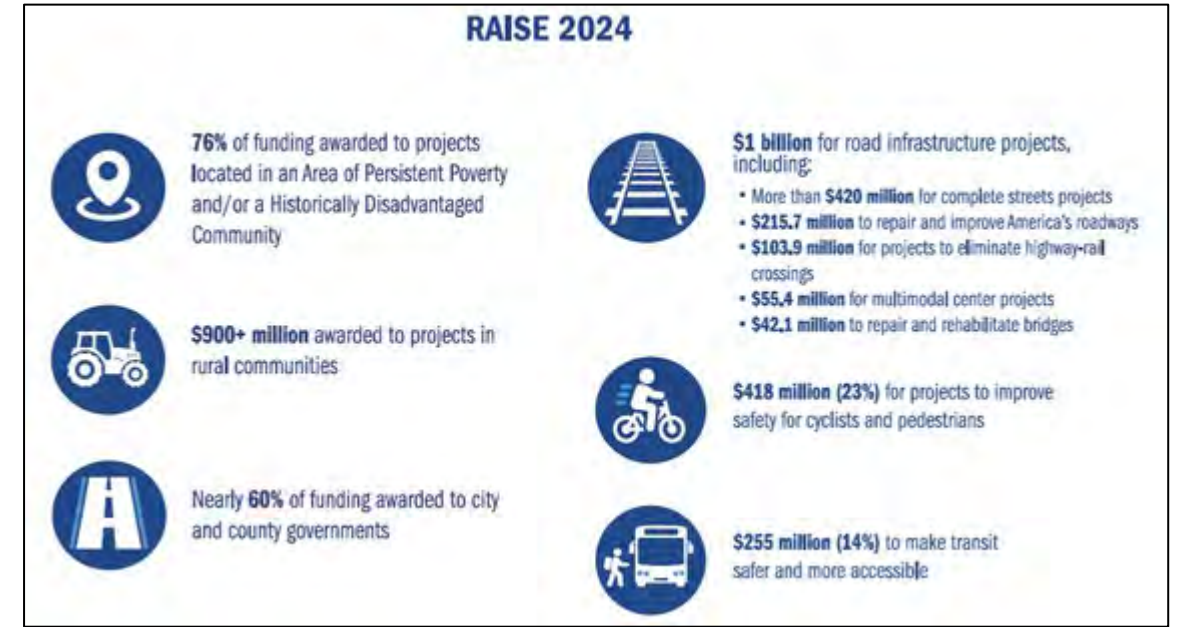 RAISE 2024
76% of funding awarded to projects
located in an Area of Persistent Poverty
and/or a Historically Disadvantaged
Community
$900+ million awarded to projects in
rural communities
Nearly 60% of funding awarded to city
and county governments
$1 billion for road infrastructure projects,
including:
• More than $420 million for complete streets projects
• $215.7 million to repair and improve America's roadways
• $103.9 million for projects to eliminate highway-rail
crossings
• $55.4 million for multimodal center projects
• $42.1 million to repair and rehabilitate bridges
$418 million (23%) for projects to improve
safety for cyclists and pedestrians
$255 million (14%) to make transit
safer and more accessible